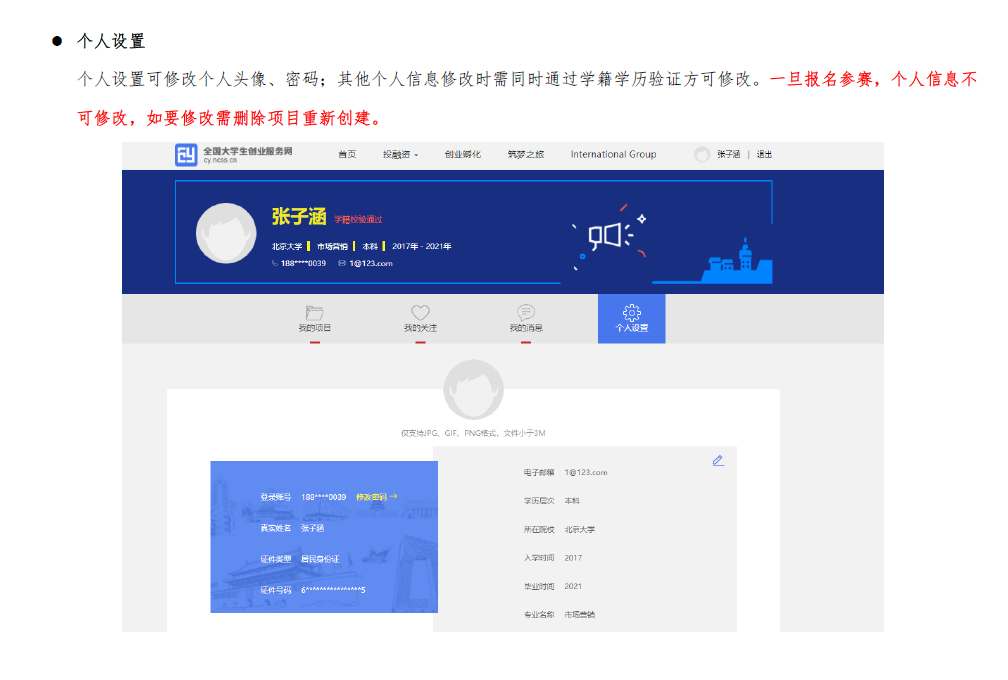 ● 个人设置
个人设置可修改个人头像、密码；其他个人信息修改时需同时通过学籍学历验证方可修改。一旦报名参赛，个人信息不
可修改，如要修改需删除项目重新创建。
全国大学生创业服务网
cy.ncss.cn
首页 投融资 创业孵化 筑梦之旅 International Group 张子涵 | 退出
张子涵 学籍校验通过
北京大学 市场营销 本科 2017年 - 2021年
188****0039 1@123.com
我的项目 我的关注 我的消息 个人设置
仅支持JPG、GIF、PNG格式，文件小于3M
电子邮箱 1@123.com
登录账号 188****0039 修改密码 →
学历层次 本科
真实姓名 张子涵
所在院校 北京大学
证件类型 居民身份证
入学时间 2017
毕业时间 2021
证件号码 6****************5
专业名称 市场营销